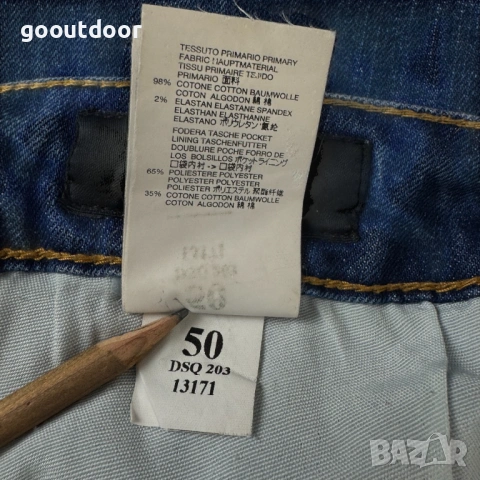 gooutdoor
TESSUTO PRIMARIO PRIMARY
FABRIC HAUPTMATERIAL
TISSU PRIMAIRE TEJIDO
PRIMARIO 面料
98% COTONE COTTON BAUMWOLLE
COTON ALGODON 綿 棉
2% ELASTAN ELASTANE SPANDEX
ELASTHAN ELASTHANNE
ELASTANO ポリウレタン 氨纶
FODERA TASCHE POCKET
LINING TASCHENFUTTER
DOUBLURE POCHE FORRO DE
LOS BOLSILLOS ポケットライニング
口袋内衬 -> 口袋内衬
65% POLIESTERE POLYESTER
POLYESTER POLYESTER
POLIESTER ポリエステル 聚酯纤维
35% COTONE COTTON BAUMWOLLE
COTON ALGODON 綿 棉
50
DSQ 203
13171
BAZAR